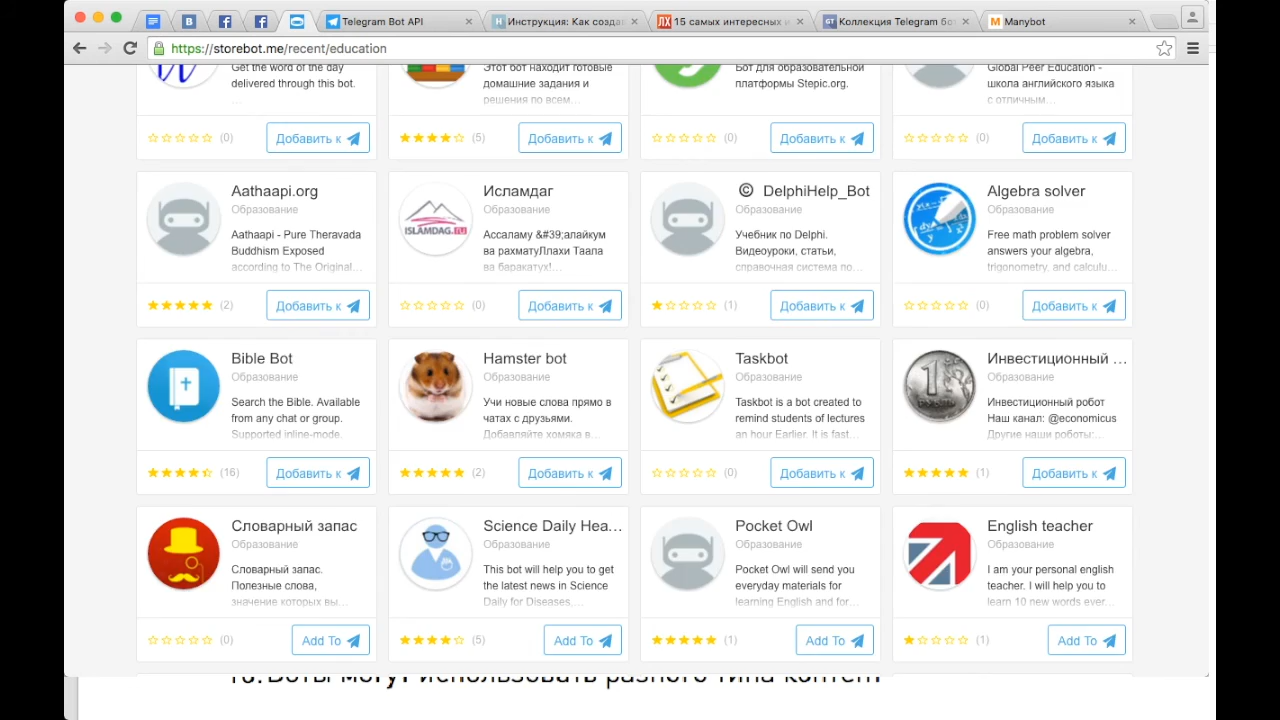 Telegram Bot API
Инструкция: Как созда
15 самых интересных и
Коллекция Telegram бо
Manybot
https://storebot.me/recent/education
Get the word of the day
delivered through this bot.
...
(0)
Добавить к
Этот бот находит готовые
домашние задания и
решения по всем...
(5)
Добавить к
Бот для образовательной
платформы Stepic.org.
(0)
Добавить к
Global Peer Education -
школа английского языка
с отличным...
(0)
Добавить к
Aathaapi.org
Образование
Aathaapi - Pure Theravada
Buddhism Exposed
according to The Original...
(2)
Добавить к
ISLAMDAG.RU
Исламдаг
Образование
Ассаламу &#39;алайкум
ва рахматуЛлахи Таала
ва баракатух!...
(0)
Добавить к
© DelphiHelp_Bot
Образование
Учебник по Delphi.
Видеоуроки, статьи,
справочная система по...
(1)
Добавить к
Algebra solver
Образование
Free math problem solver
answers your algebra,
trigonometry, and calculu...
(0)
Добавить к
Bible Bot
Образование
Search the Bible. Available
from any chat or group.
Supported inline-mode.
(16)
Добавить к
Hamster bot
Образование
Учи новые слова прямо в
чатах с друзьями.
Добавляйте хомяка в...
(2)
Добавить к
Taskbot
Образование
Taskbot is a bot created to
remind students of lectures
an hour Earlier. It is fast...
(0)
Добавить к
Инвестиционный ...
Образование
Инвестиционный робот
Наш канал: @economicus
Другие наши роботы:...
(1)
Добавить к
Словарный запас
Образование
Словарный запас.
Полезные слова,
значение которых вы...
(0)
Add To
Science Daily Hea...
Образование
This bot will help you to get
the latest news in Science
Daily for Diseases,...
(5)
Add To
Pocket Owl
Образование
Pocket Owl will send you
everyday materials for
learning English and for...
(1)
Add To
English teacher
Образование
I am your personal english
teacher. I will help you to
learn 10 new words ever...
(1)
Add To
Боты могут использовать разного типа контент